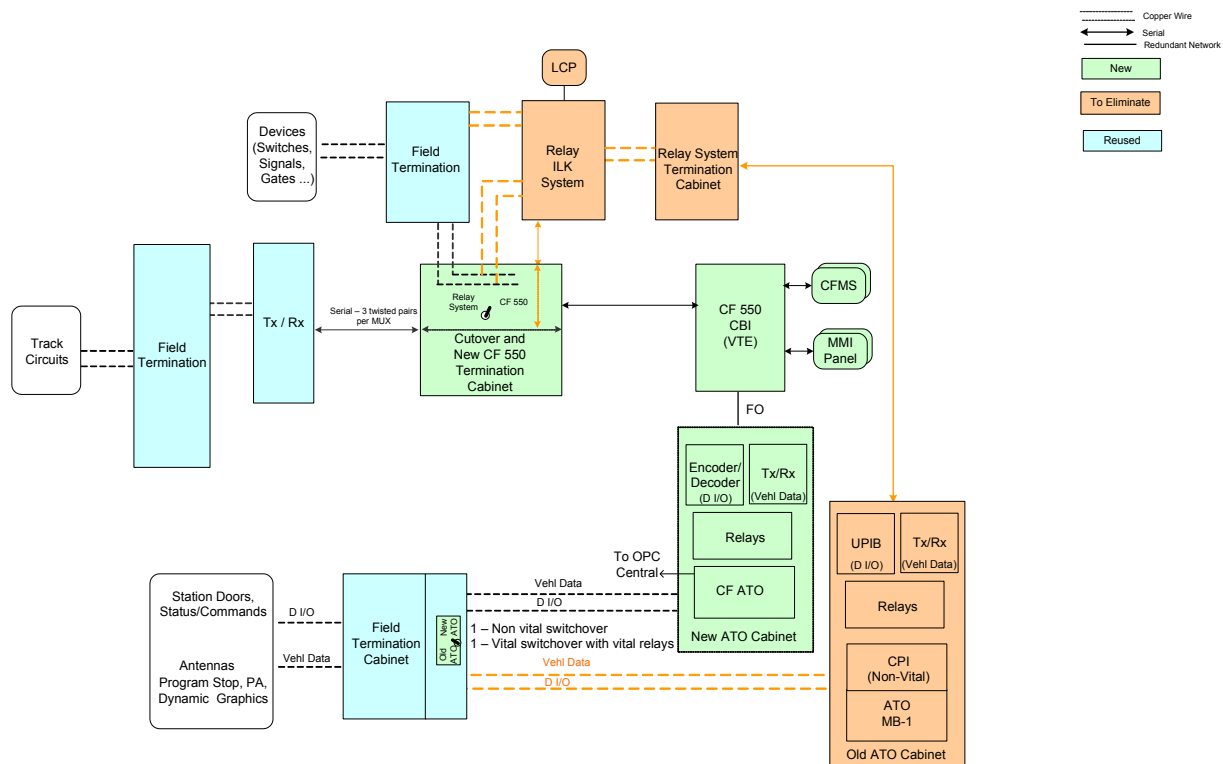 Copper Wire
Serial
Redundant Network
New
To Eliminate
Reused
LCP
Devices
(Switches,
Signals,
Gates ...)
Field
Termination
Relay
ILK
System
Relay System
Termination
Cabinet
Track
Circuits
Field
Termination
Tx / Rx
Serial – 3 twisted pairs
per MUX
Relay
System
CF 550
Cutover and
New CF 550
Termination
Cabinet
CF 550
CBI
(VTE)
CFMS
MMI
Panel
FO
Encoder/
Decoder
(D I/O)
Tx/Rx
(Vehl Data)
Relays
To OPC
Central
CF ATO
New ATO Cabinet
UPIB
(D I/O)
Tx/Rx
(Vehl Data)
Relays
CPI
(Non-Vital)
ATO
MB-1
Old ATO Cabinet
Station Doors,
Status/Commands
Antennas
Program Stop, PA,
Dynamic Graphics
D I/O
Vehl Data
Field
Termination
Cabinet
Old ATO
New ATO
Vehl Data
D I/O
1 – Non vital switchover
1 – Vital switchover with vital relays
Vehl Data
D I/O